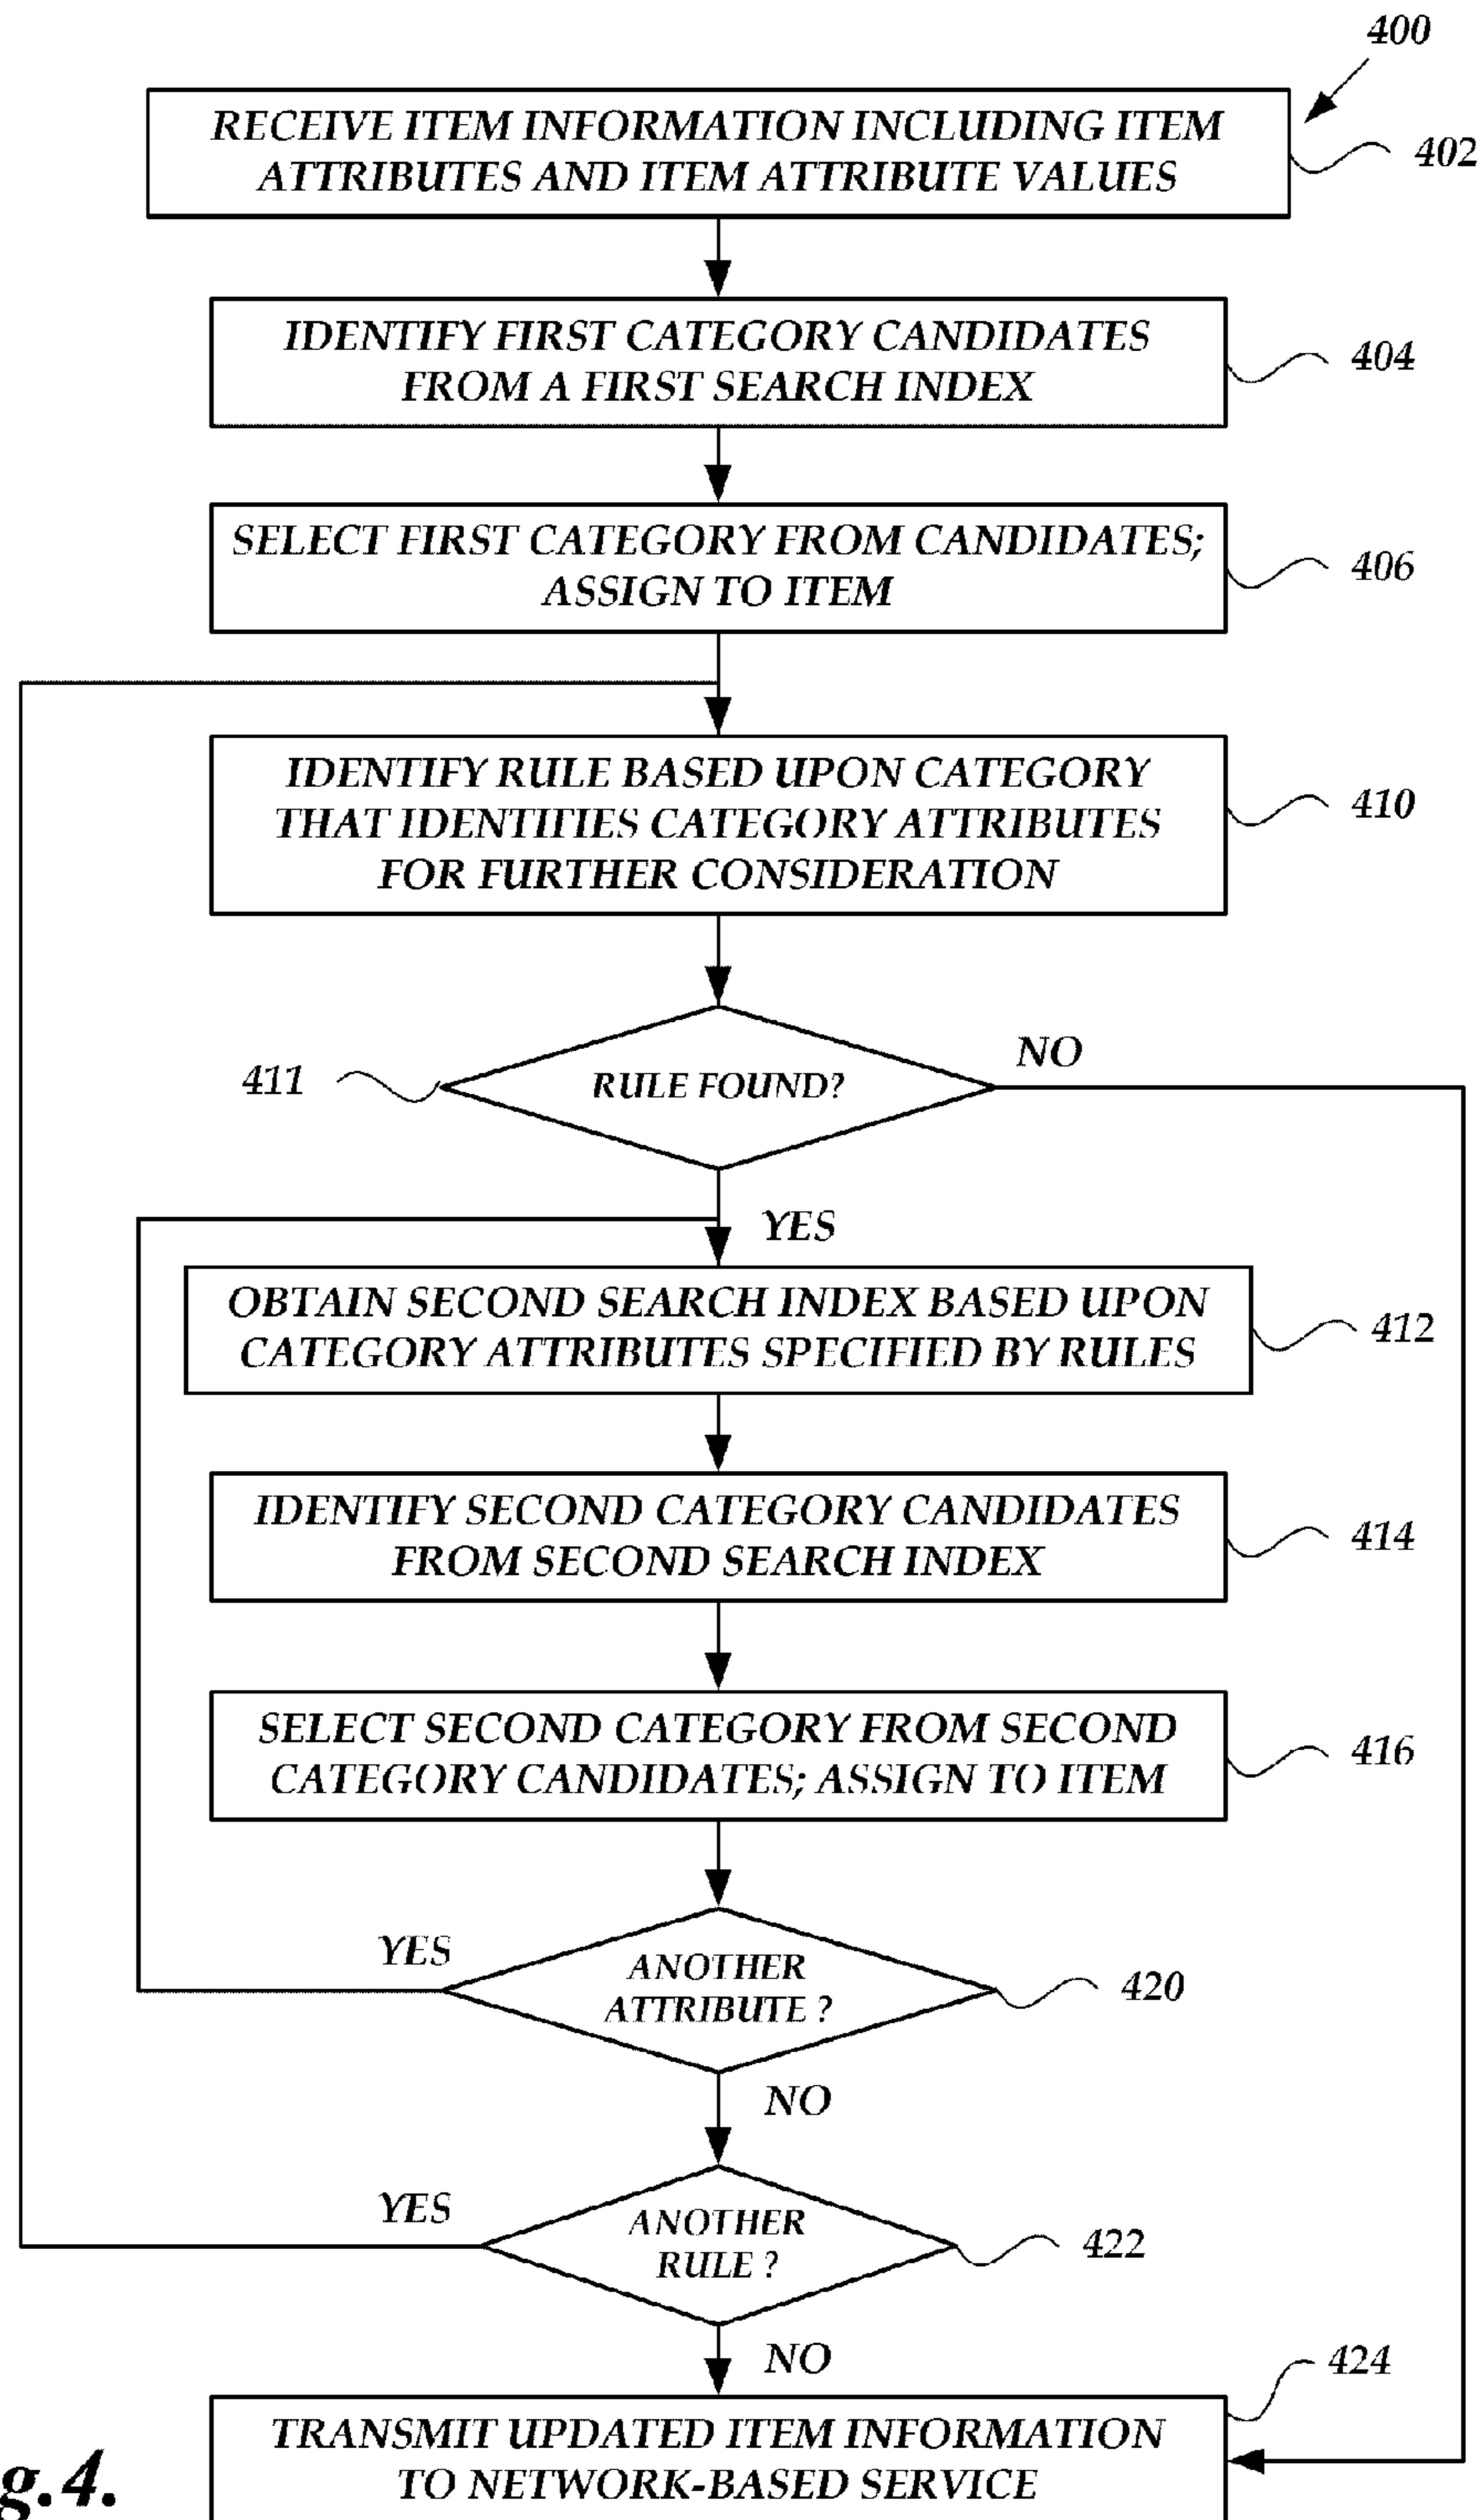 400
RECEIVE ITEM INFORMATION INCLUDING ITEM
ATTRIBUTES AND ITEM ATTRIBUTE VALUES
402
IDENTIFY FIRST CATEGORY CANDIDATES
FROM A FIRST SEARCH INDEX
404
SELECT FIRST CATEGORY FROM CANDIDATES;
ASSIGN TO ITEM
406
IDENTIFY RULE BASED UPON CATEGORY
THAT IDENTIFIES CATEGORY ATTRIBUTES
FOR FURTHER CONSIDERATION
410
411
RULE FOUND?
NO
YES
OBTAIN SECOND SEARCH INDEX BASED UPON
CATEGORY ATTRIBUTES SPECIFIED BY RULES
412
IDENTIFY SECOND CATEGORY CANDIDATES
FROM SECOND SEARCH INDEX
414
SELECT SECOND CATEGORY FROM SECOND
CATEGORY CANDIDATES; ASSIGN TO ITEM
416
YES
ANOTHER
ATTRIBUTE ?
420
NO
YES
ANOTHER
RULE ?
422
NO
424
TRANSMIT UPDATED ITEM INFORMATION
TO NETWORK-BASED SERVICE
g.4.